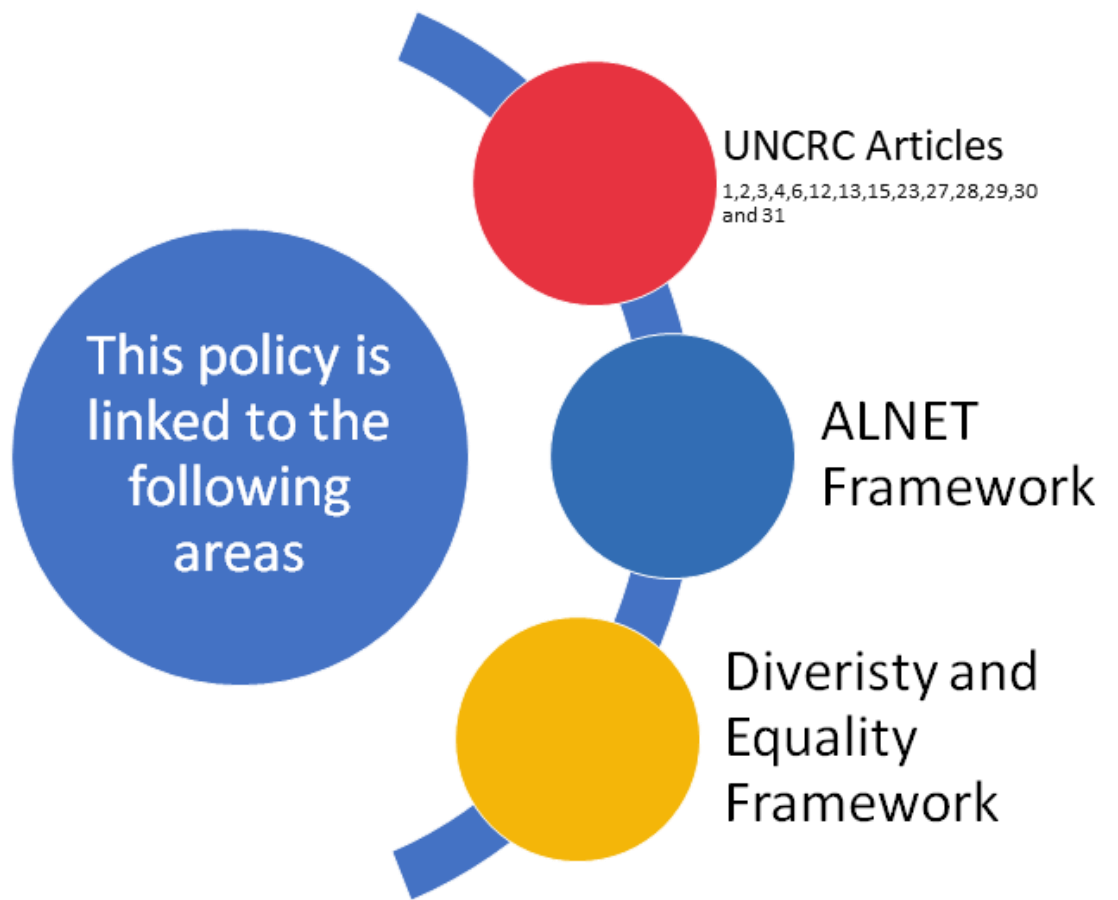 This policy is
linked to the
following
areas
UNCRC Articles
1,2,3,4,6,12,13,15,23,27,28,29,30
and 31
ALNET
Framework
Diveristy and
Equality
Framework